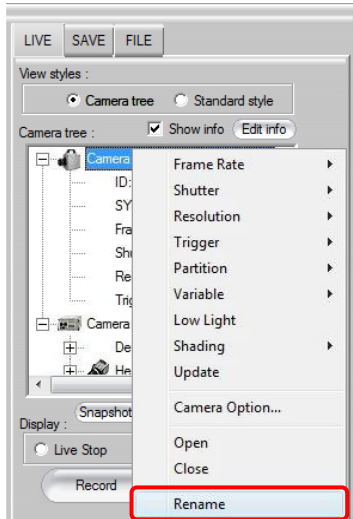 LIVE SAVE FILE
View styles :
Camera tree Standard style
Camera tree : Show info Edit info
Camera
ID:
SY
Fra
Shu
Re
Trig
Camera
De
He
Frame Rate
Shutter
Resolution
Trigger
Partition
Variable
Low Light
Shading
Update
Camera Option...
Open
Close
Rename
Snapshot
Display :
Live Stop
Record